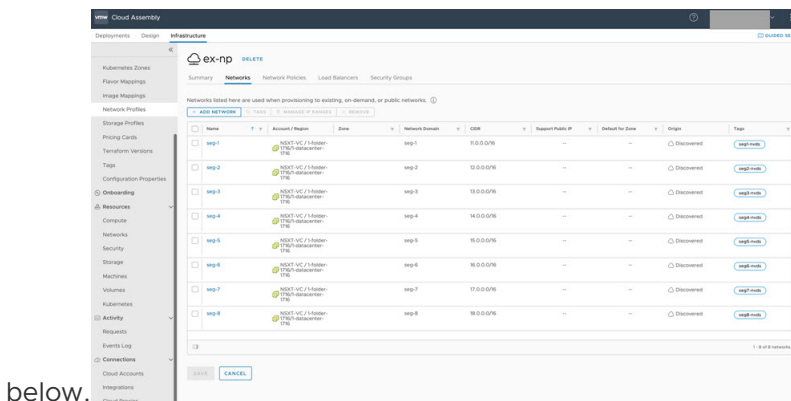 vmw Cloud Assembly
Deployments Design Infrastructure GUIDED SE
Kubernetes Zones
Flavor Mappings
Image Mappings
Network Profiles
Storage Profiles
Pricing Cards
Terraform Versions
Tags
Configuration Properties
Onboarding
Resources
Compute
Networks
Security
Storage
Machines
Volumes
Kubernetes
Activity
Requests
Events Log
Connections
Cloud Accounts
Integrations
ex-np DELETE
Summary Networks Network Policies Load Balancers Security Groups
Networks listed here are used when provisioning to existing, on-demand, or public networks.
+ ADD NETWORK TAGS MANAGE IP RANGES × REMOVE
Name Account / Region Zone Network Domain CIDR Support Public IP Default for Zone Origin Tags
seg-1 NSXT-VC / 1-folder-1716/1-datacenter-1716 seg-1 11.0.0.0/16 -- -- Discovered seg1-nvds
seg-2 NSXT-VC / 1-folder-1716/1-datacenter-1716 seg-2 12.0.0.0/16 -- -- Discovered seg2-nvds
seg-3 NSXT-VC / 1-folder-1716/1-datacenter-1716 seg-3 13.0.0.0/16 -- -- Discovered seg3-nvds
seg-4 NSXT-VC / 1-folder-1716/1-datacenter-1716 seg-4 14.0.0.0/16 -- -- Discovered seg4-nvds
seg-5 NSXT-VC / 1-folder-1716/1-datacenter-1716 seg-5 15.0.0.0/16 -- -- Discovered seg5-nvds
seg-6 NSXT-VC / 1-folder-1716/1-datacenter-1716 seg-6 16.0.0.0/16 -- -- Discovered seg6-nvds
seg-7 NSXT-VC / 1-folder-1716/1-datacenter-1716 seg-7 17.0.0.0/16 -- -- Discovered seg7-nvds
seg-8 NSXT-VC / 1-folder-1716/1-datacenter-1716 seg-8 18.0.0.0/16 -- -- Discovered seg8-nvds
1 - 8 of 8 networks
SAVE CANCEL
below.